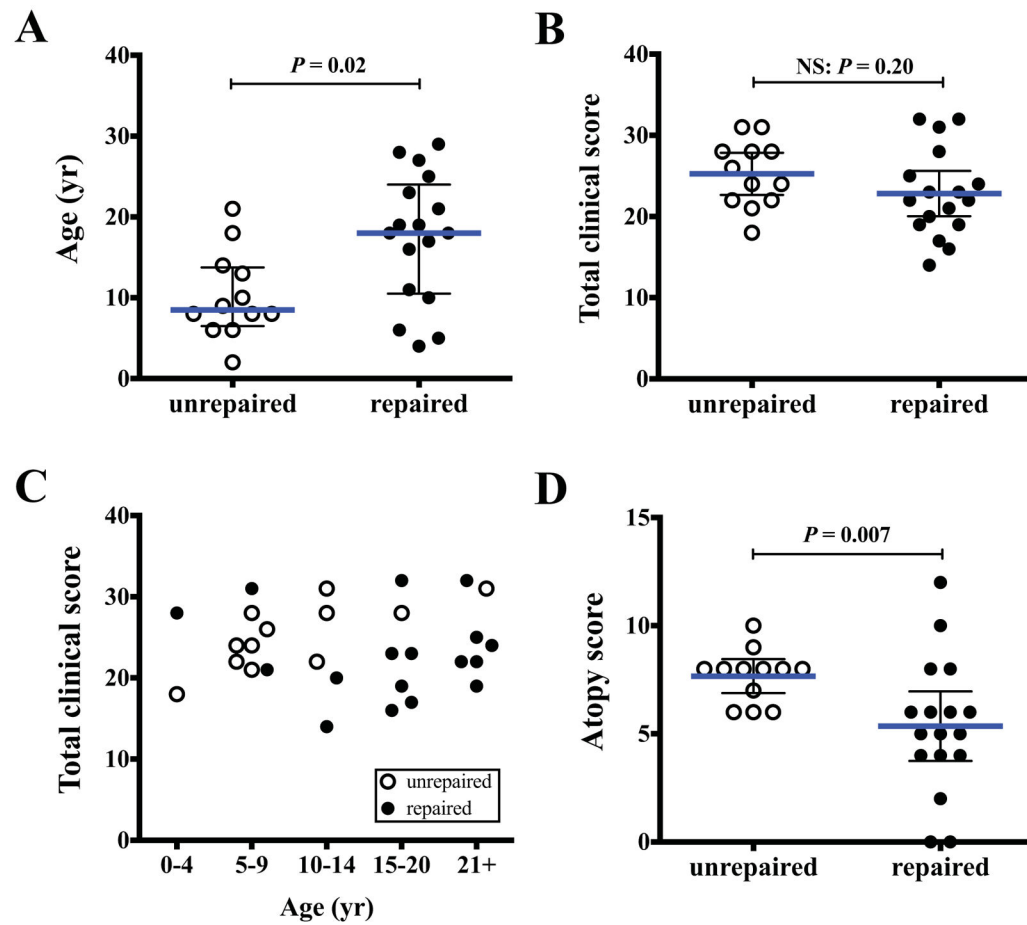 A
P = 0.02
Age (yr)
40
30
20
10
0
unrepaired
repaired
B
NS: P = 0.20
Total clinical score
40
30
20
10
0
unrepaired
repaired
C
Total clinical score
40
30
20
10
0
unrepaired
repaired
0-4 5-9 10-14 15-20 21+
Age (yr)
D
P = 0.007
Atopy score
15
10
5
0
unrepaired
repaired